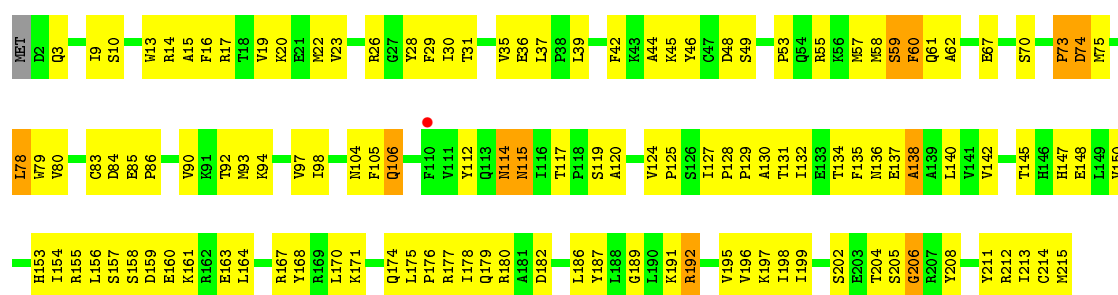 MET D2 Q3 I9 S10 W13 R14 A15 F16 R17 T18 V19 K20 E21 M22 V23 R26 G27 Y28 F29 I30 T31 V35 E36 L37 P38 L39 F42 K43 A44 K45 Y46 C47 D48 S49 P53 Q54 R55 K56 M57 M58 S59 F60 Q61 A62 E67 S70 P73 D74 M75
L78 W79 V80 C83 D84 E85 P86 V90 K91 T92 M93 K94 V97 I98 N104 F105 Q106 F110 V111 Y112 Q113 N114 N115 I116 T117 P118 S119 A120 V124 P125 S126 I127 P128 P129 A130 T131 I132 E133 T134 F135 N136 E137 A138 A139 L140 V141 V142 T145 H146 H147 E148 L149 V150
H153 I154 R155 L156 S157 S158 D159 E160 K161 R162 E163 L164 R167 Y168 R169 L170 K171 Q174 L175 P176 R177 I178 Q179 R180 A181 D182 L186 Y187 L188 G189 L190 K191 R192 V195 V196 K197 I198 I199 S202 E203 T204 S205 G206 R207 Y208 Y211 R212 I213 C214 M215